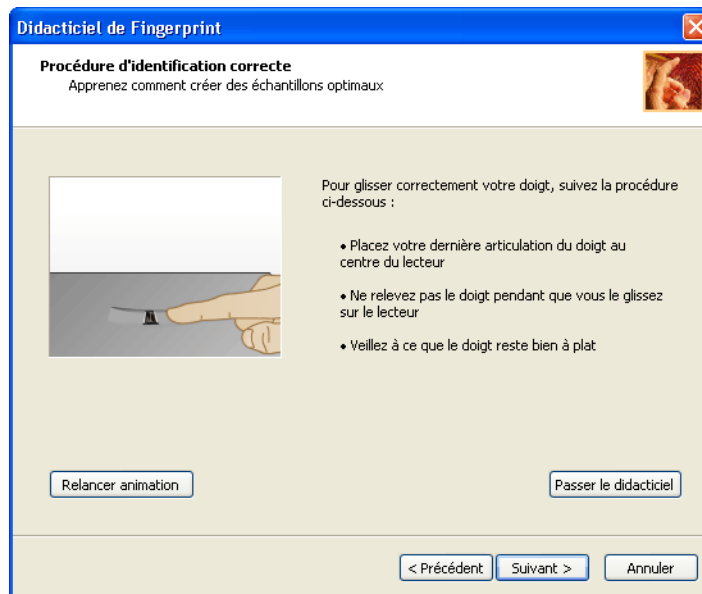 Didacticiel de Fingerprint
Procédure d'identification correcte
Apprenez comment créer des échantillons optimaux
Pour glisser correctement votre doigt, suivez la procédure
ci-dessous :
• Placez votre dernière articulation du doigt au
centre du lecteur
• Ne relevez pas le doigt pendant que vous le glissez
sur le lecteur
• Veillez à ce que le doigt reste bien à plat
Relancer animation
Passer le didacticiel
< Précédent
Suivant >
Annuler